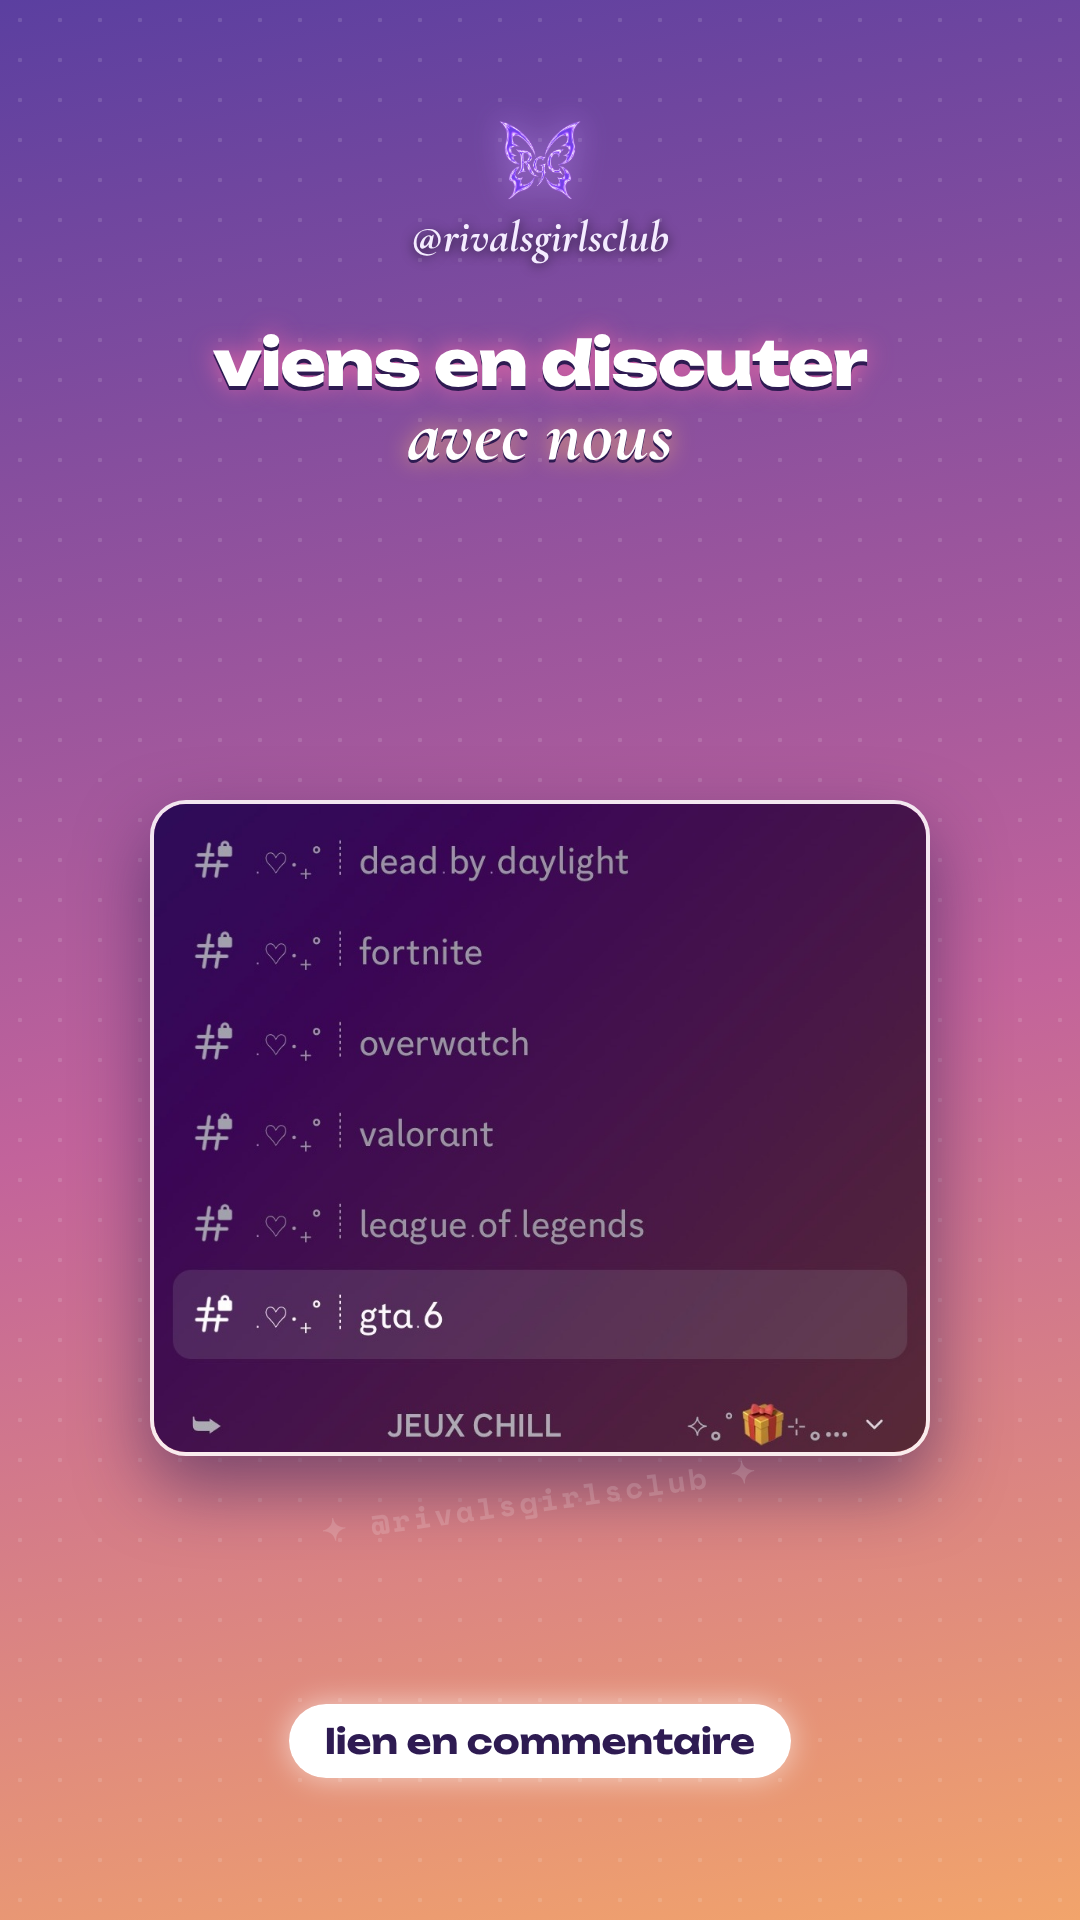 RGC
@rivalsgirlsclub
viens en discuter
avec nous
# .♡·₊˚ ┊ dead.by.daylight
# .♡·₊˚ ┊ fortnite
# .♡·₊˚ ┊ overwatch
# .♡·₊˚ ┊ valorant
# .♡·₊˚ ┊ league.of.legends
# .♡·₊˚ ┊ gta.6
➥ JEUX CHILL ✧｡˚🎁⊹｡...
✦ @rivalsgirlsclub ✦
lien en commentaire